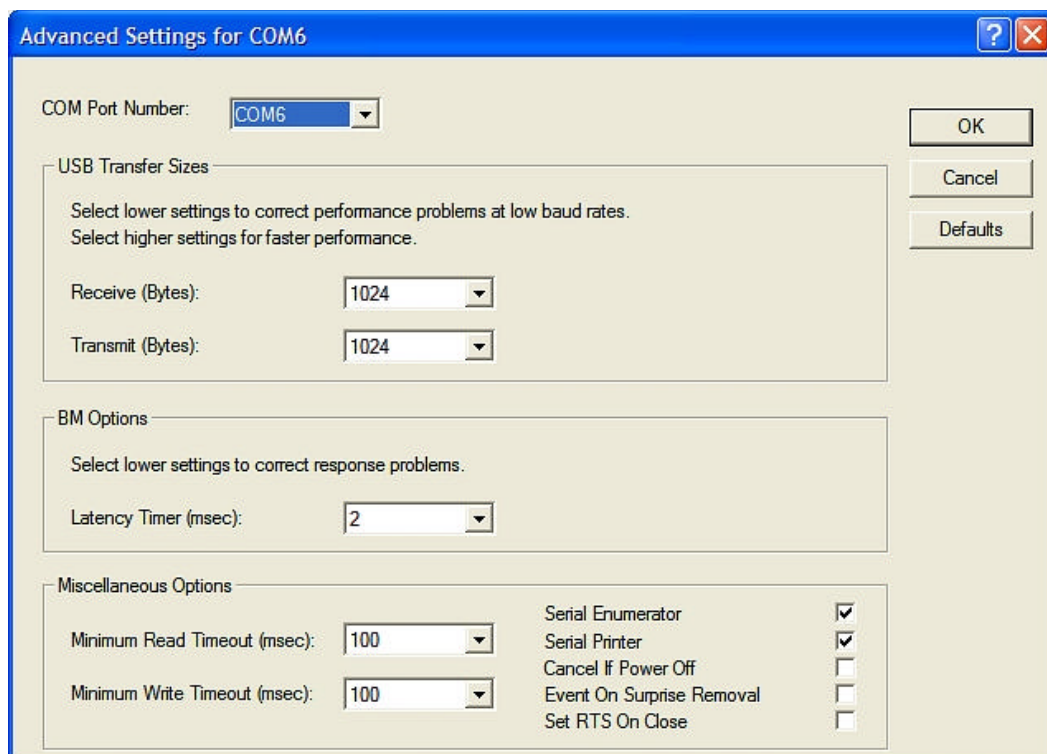 Advanced Settings for COM6
COM Port Number: COM6
OK
USB Transfer Sizes
Cancel
Select lower settings to correct performance problems at low baud rates.
Select higher settings for faster performance.
Defaults
Receive (Bytes): 1024
Transmit (Bytes): 1024
BM Options
Select lower settings to correct response problems.
Latency Timer (msec): 2
Miscellaneous Options
Minimum Read Timeout (msec): 100
Minimum Write Timeout (msec): 100
Serial Enumerator
Serial Printer
Cancel If Power Off
Event On Surprise Removal
Set RTS On Close